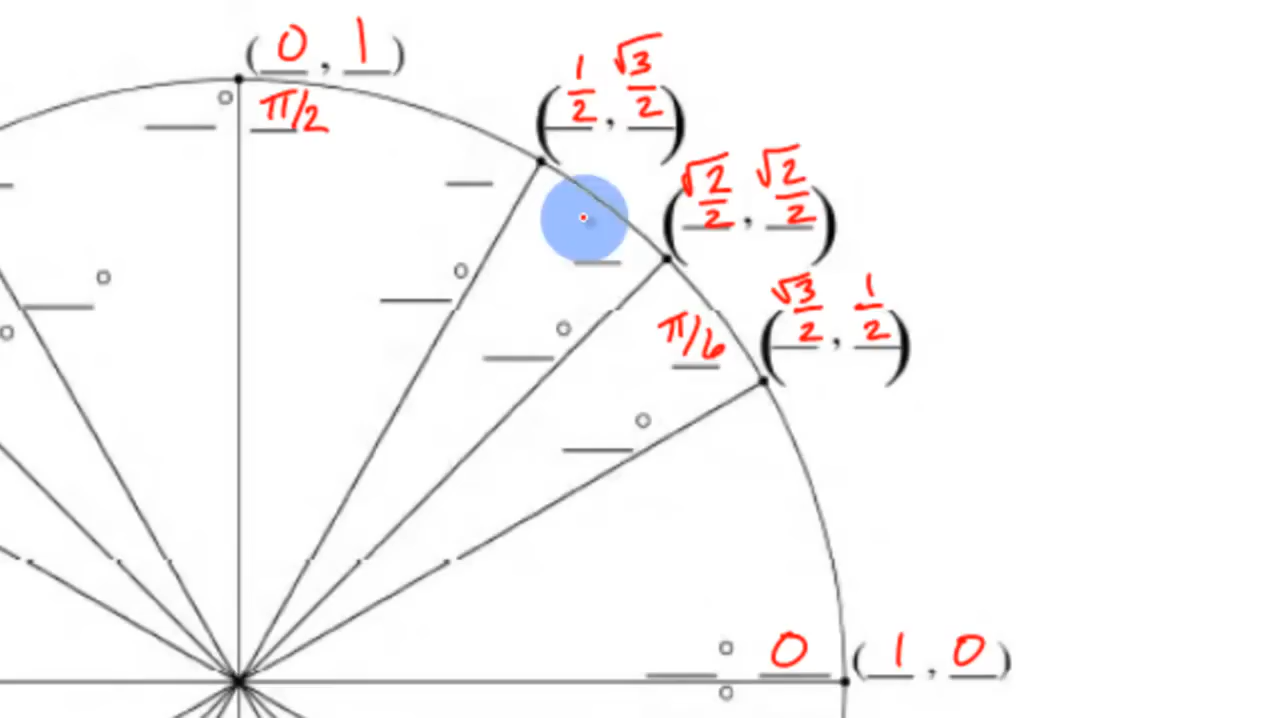 ( 0 , 1 )
π/2
( 1/2 , √3/2 )
( √2/2 , √2/2 )
( √3/2 , 1/2 )
π/6
0 ( 1 , 0 )